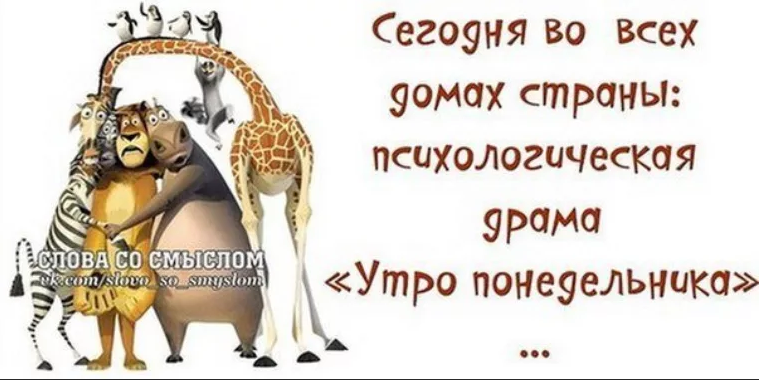 Сегодня во всех
домах страны:
психологическая
драма
«Утро понедельника»
...
СЛОВА СО СМЫСЛОМ
vk.com/slovo_so_smyslom